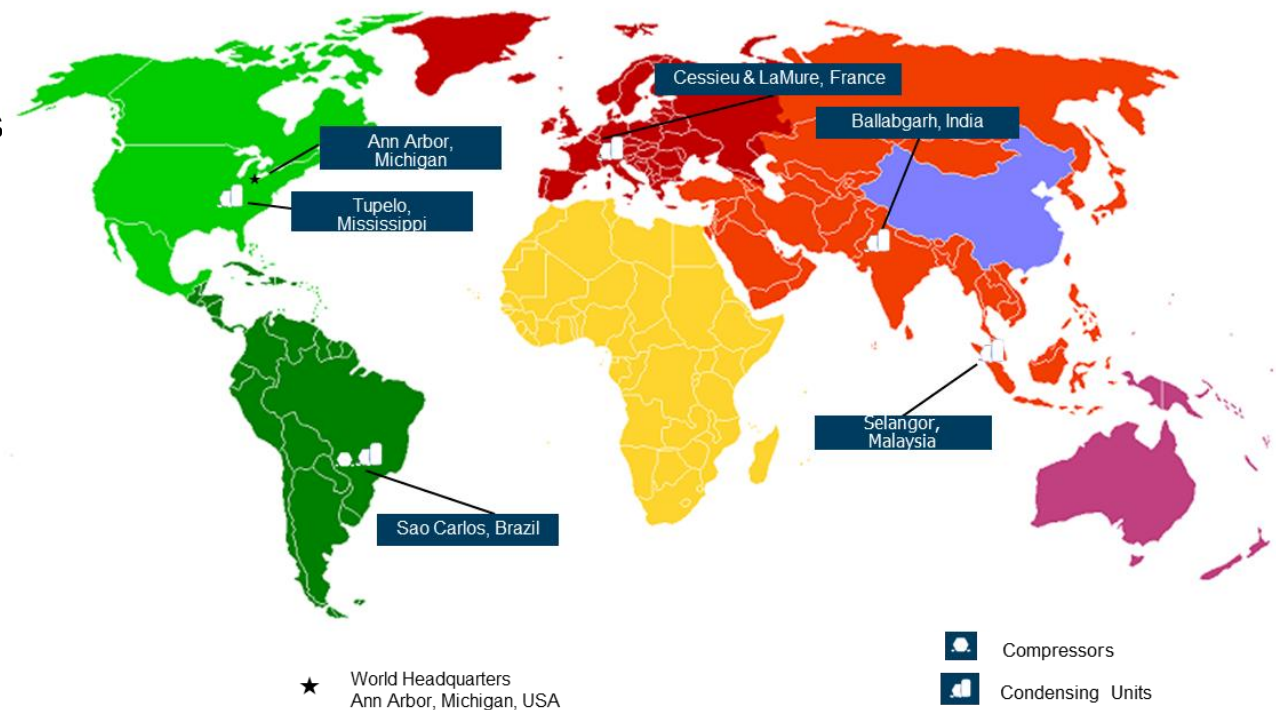 s
Cessieu & LaMure, France
Ballabgarh, India
Ann Arbor,
Michigan
Tupelo,
Mississippi
Selangor,
Malaysia
Sao Carlos, Brazil
World Headquarters
Ann Arbor, Michigan, USA
Compressors
Condensing Units